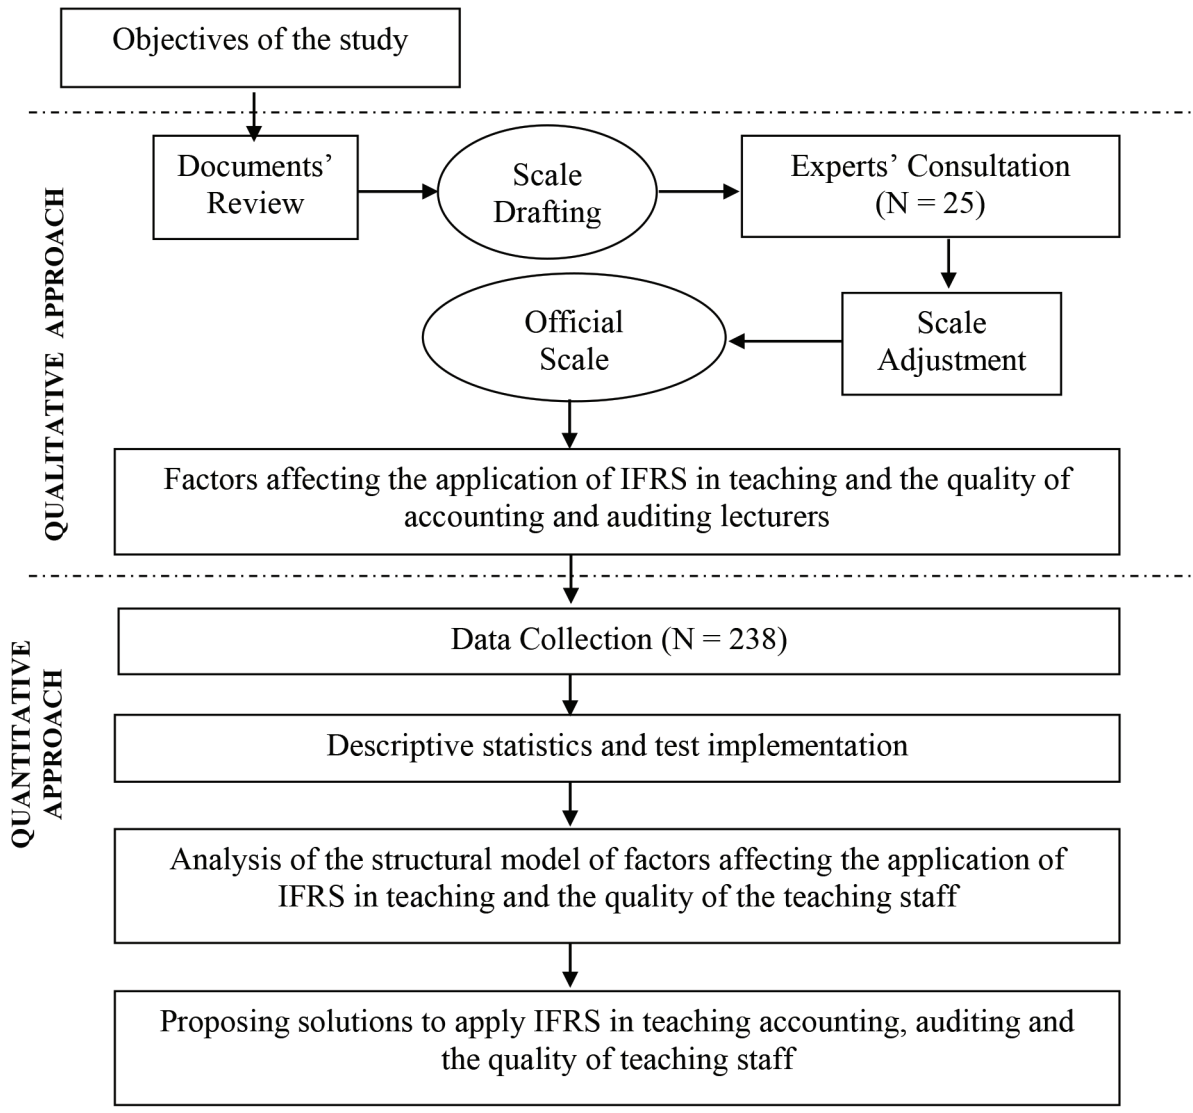 Objectives of the study
QUALITATIVE APPROACH
Documents’
Review
Scale
Drafting
Experts’ Consultation
(N = 25)
Scale
Adjustment
Official
Scale
Factors affecting the application of IFRS in teaching and the quality of
accounting and auditing lecturers
QUANTITATIVE
APPROACH
Data Collection (N = 238)
Descriptive statistics and test implementation
Analysis of the structural model of factors affecting the application of
IFRS in teaching and the quality of the teaching staff
Proposing solutions to apply IFRS in teaching accounting, auditing and
the quality of teaching staff